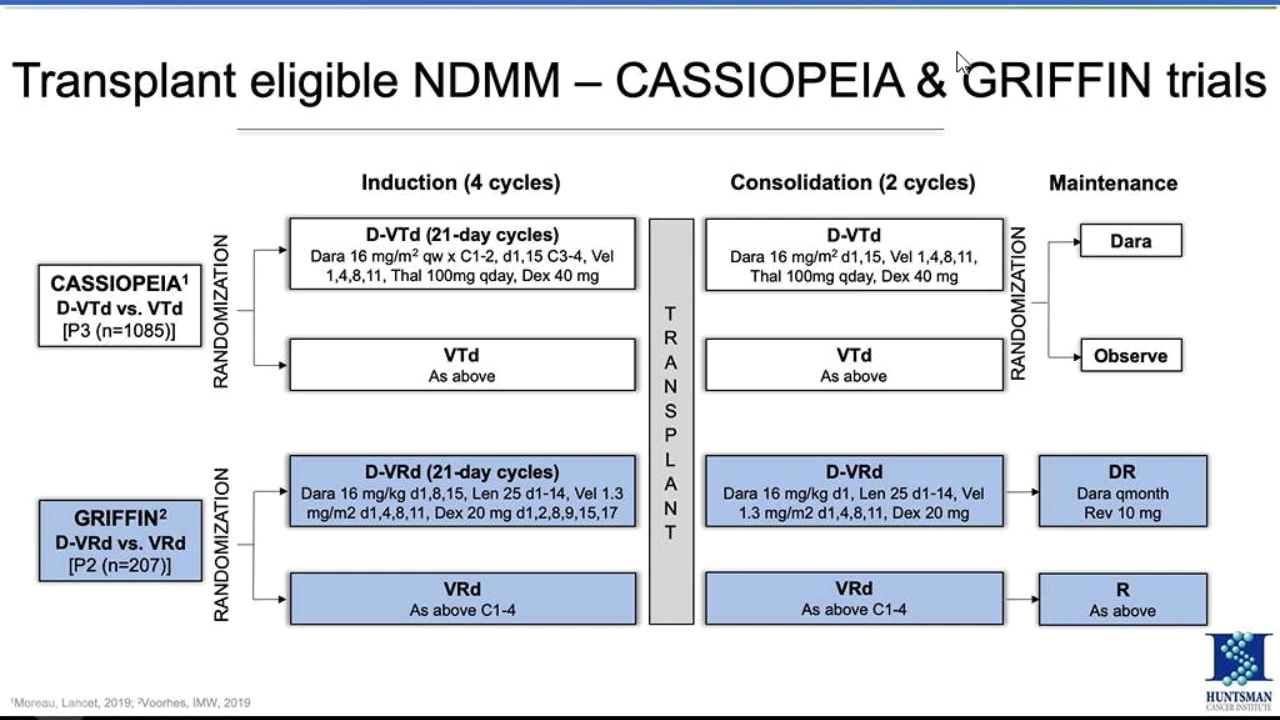 Transplant eligible NDMM – CASSIOPEIA & GRIFFIN trials
Induction (4 cycles)
Consolidation (2 cycles)
Maintenance
CASSIOPEIA¹
D-VTd vs. VTd
[P3 (n=1085)]
RANDOMIZATION
D-VTd (21-day cycles)
Dara 16 mg/m² qw x C1-2, d1,15 C3-4, Vel
1,4,8,11, Thal 100mg qday, Dex 40 mg
VTd
As above
TRANSPLANT
D-VTd
Dara 16 mg/m² d1,15, Vel 1,4,8,11,
Thal 100mg qday, Dex 40 mg
VTd
As above
RANDOMIZATION
Dara
Observe
GRIFFIN²
D-VRd vs. VRd
[P2 (n=207)]
RANDOMIZATION
D-VRd (21-day cycles)
Dara 16 mg/kg d1,8,15, Len 25 d1-14, Vel 1.3
mg/m2 d1,4,8,11, Dex 20 mg d1,2,8,9,15,17
VRd
As above C1-4
D-VRd
Dara 16 mg/kg d1, Len 25 d1-14, Vel
1.3 mg/m2 d1,4,8,11, Dex 20 mg
VRd
As above C1-4
DR
Dara qmonth
Rev 10 mg
R
As above
¹Moreau, Lancet, 2019; ²Voorhes, IMW, 2019
HUNTSMAN
CANCER INSTITUTE